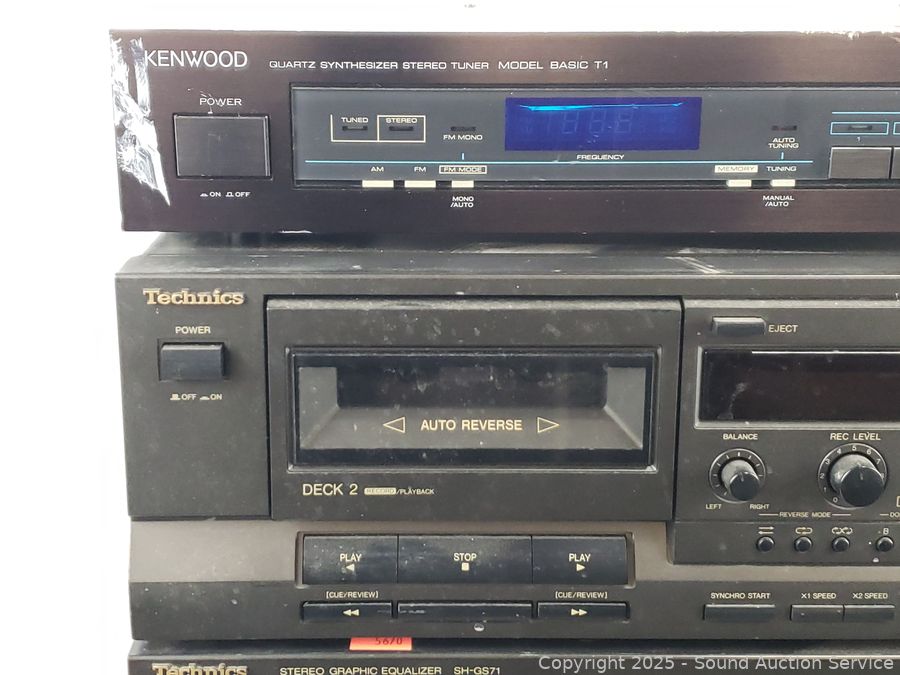 KENWOOD QUARTZ SYNTHESIZER STEREO TUNER MODEL BASIC T1
POWER
ON OFF
TUNED STEREO
FM MONO
AUTO TUNING
1
FREQUENCY
AM FM FM MODE MEMORY TUNING
MONO /AUTO
MANUAL /AUTO
Technics
POWER
OFF ON
AUTO REVERSE
DECK 2 RECORD/PLAYBACK
EJECT
BALANCE
LEFT RIGHT
REC LEVEL
REVERSE MODE
PLAY STOP PLAY
[CUE/REVIEW] [CUE/REVIEW]
SYNCHRO START X1 SPEED X2 SPEED
5670
Technics STEREO GRAPHIC EQUALIZER SH-GS71
Copyright 2025 - Sound Auction Service